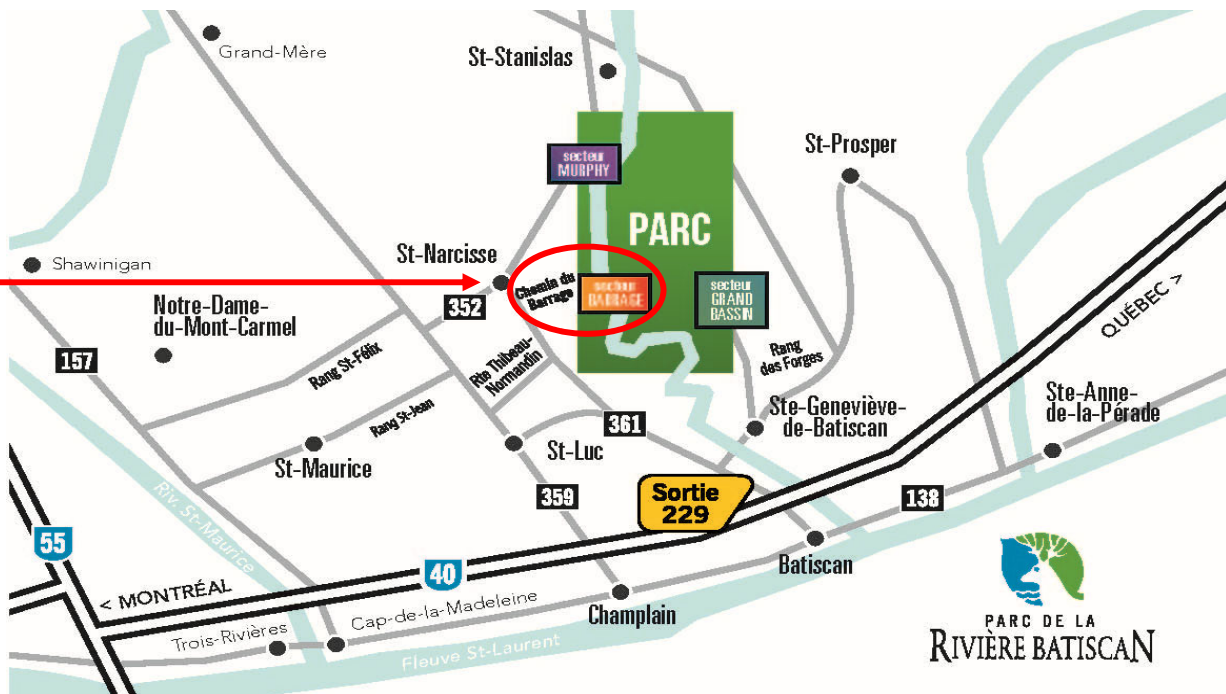 Grand-Mère
St-Stanislas
secteur
MURPHY
St-Prosper
PARC
Shawinigan
St-Narcisse
Chemin du
Barrage
secteur
BARRAGE
secteur
GRAND
BASSIN
352
Notre-Dame-
du-Mont-Carmel
QUÉBEC >
157
Rang St-Félix
Rte Thibeau-
Normandin
Rang
des Forges
Rang St-Jean
Ste-Anne-
de-la-Pérade
Ste-Geneviève-
de-Batiscan
361
St-Maurice
St-Luc
Riv. St-Maurice
359
Sortie
229
138
55
40
< MONTRÉAL
Batiscan
Champlain
Cap-de-la-Madeleine
Trois-Rivières
Fleuve St-Laurent
PARC DE LA
RIVIÈRE BATISCAN